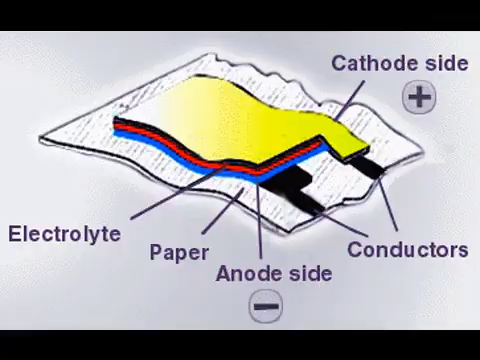 Cathode side
+
Electrolyte
Paper
Conductors
Anode side
−